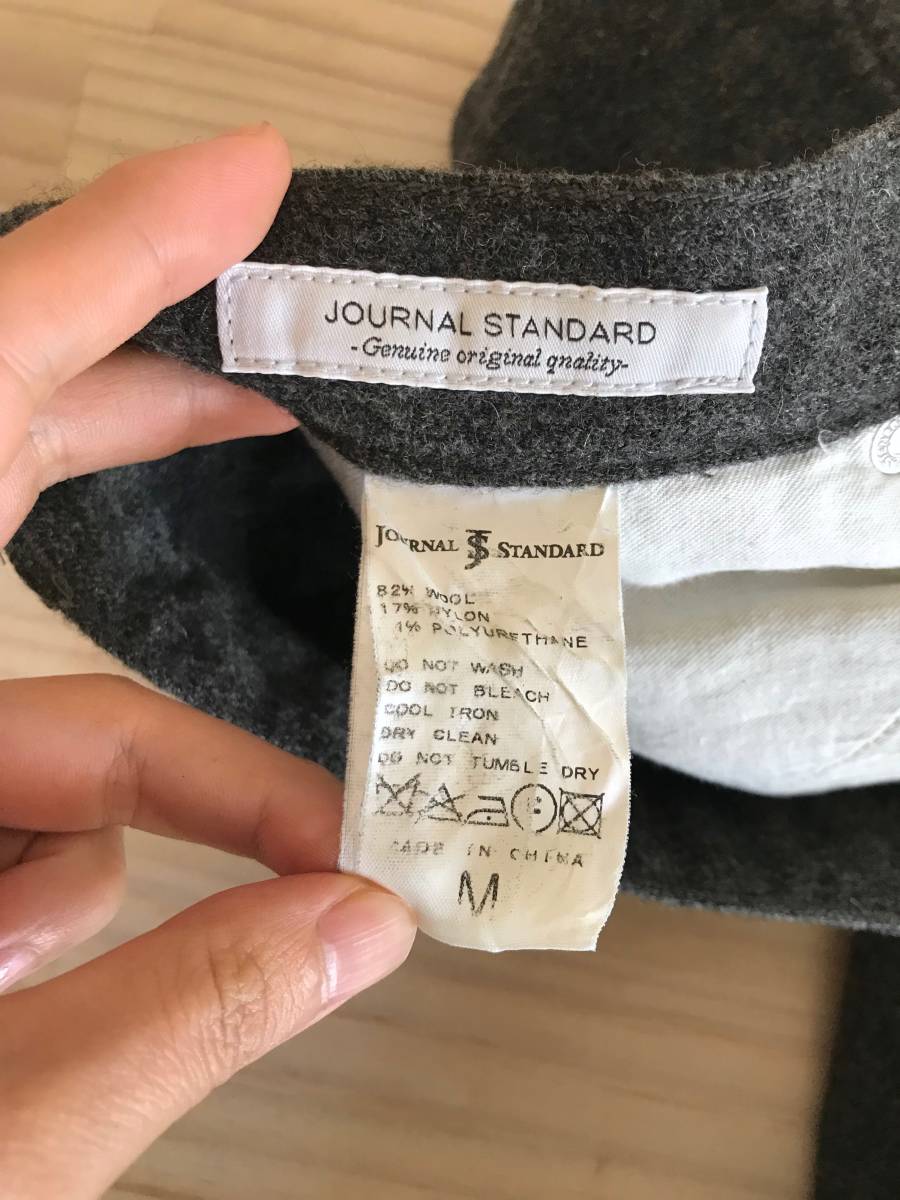 JOURNAL STANDARD
-Genuine original qnality-
JOURNAL JS STANDARD
82% WOOL
17% NYLON
1% POLYURETHANE
DO NOT WASH
DO NOT BLEACH
COOL IRON
DRY CLEAN
DO NOT TUMBLE DRY
MADE IN CHINA
M